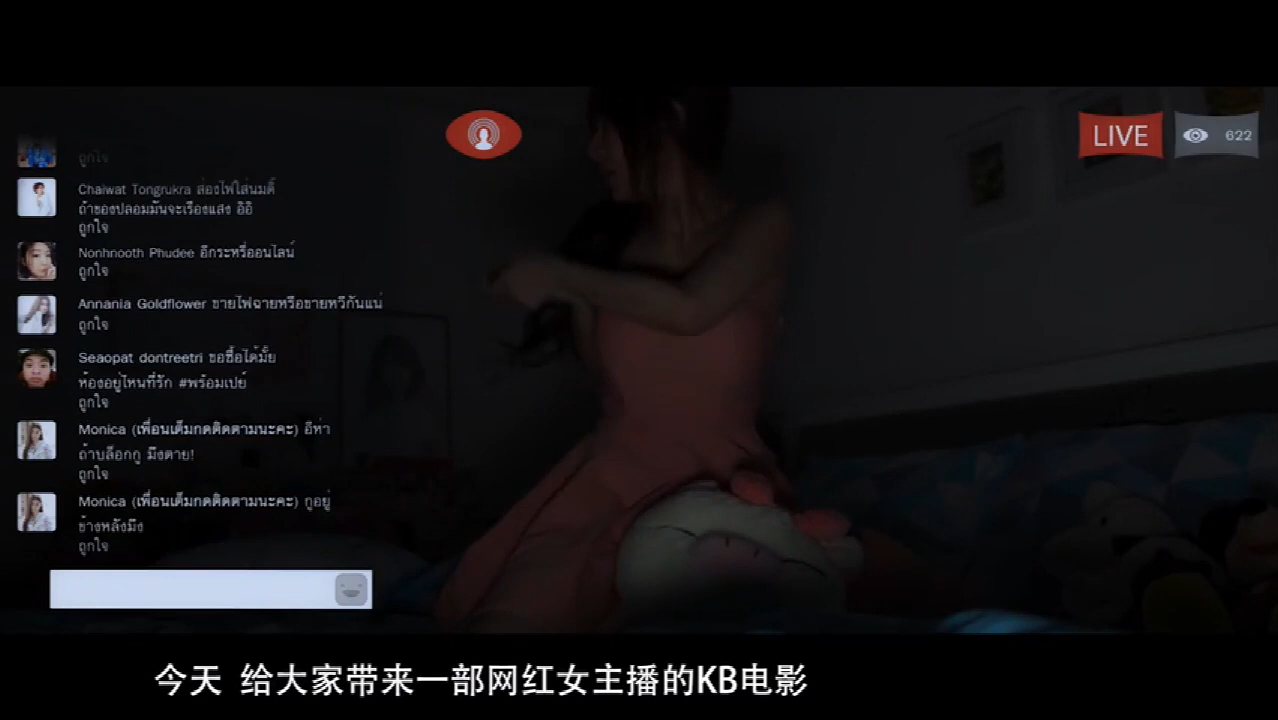 ถูกใจ
LIVE
622
Chaiwat Tongrukra ส่องไฟใส่นมดิ๊
ถ้าของปลอมมันจะเรืองแสง อิอิ
ถูกใจ
Nonhnooth Phudee อีกระหรี่ออนไลน์
ถูกใจ
Annania Goldflower ขายไฟฉายหรือขายหวีกันแน่
ถูกใจ
Seaopat dontreetri ขอซื้อได้มั้ย
ห้องอยู่ไหนที่รัก #พร้อมเปย์
ถูกใจ
Monica (เพื่อนเต็มกดติดตามนะคะ) อีห่า
ถ้าบล็อกกู มึงตาย!
ถูกใจ
Monica (เพื่อนเต็มกดติดตามนะคะ) กูอยู่
ข้างหลังมึง
ถูกใจ
今天 给大家带来一部网红女主播的KB电影